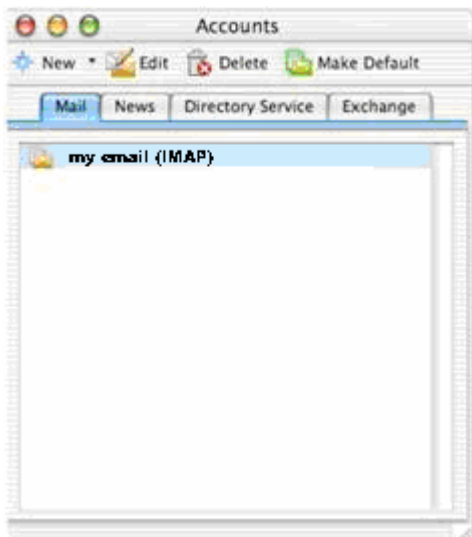 Accounts
New Edit Delete Make Default
Mail News Directory Service Exchange
my email (IMAP)